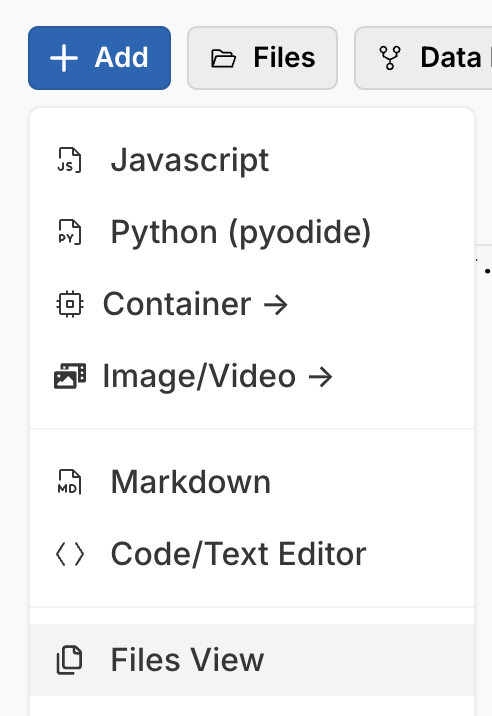 + Add Files Data
JS Javascript
PY Python (pyodide)
Container →
Image/Video →
MD Markdown
Code/Text Editor
Files View